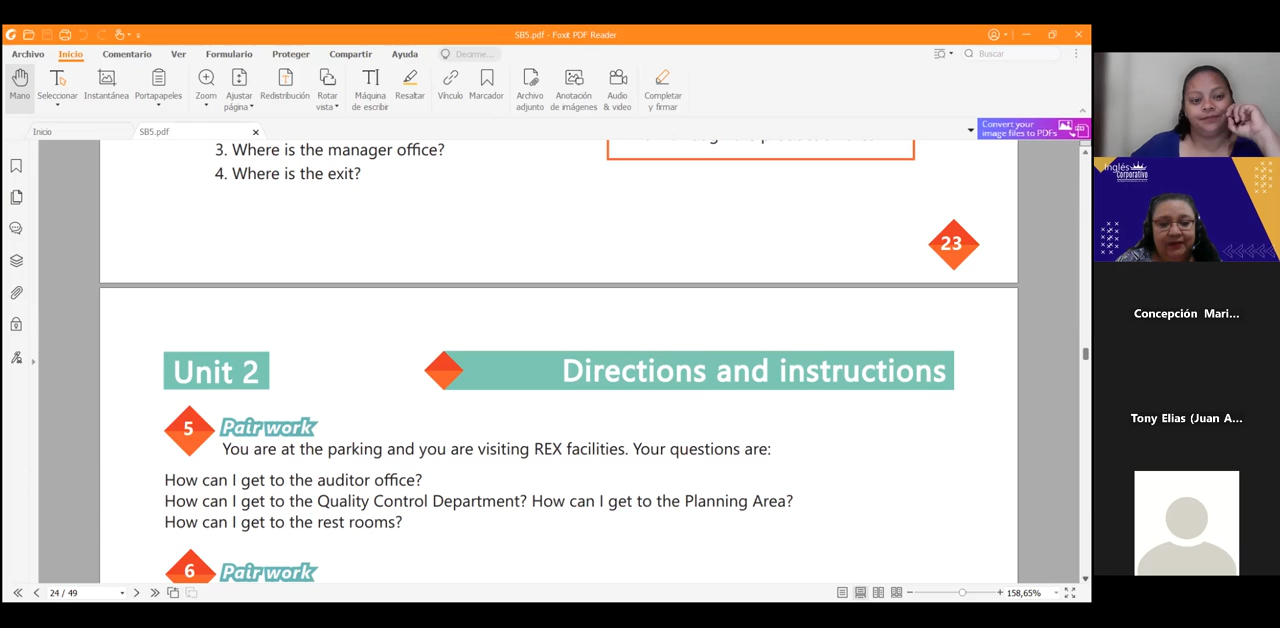 SB5.pdf - Foxit PDF Reader
Archivo Inicio Comentario Ver Formulario Proteger Compartir Ayuda Decirme... Buscar
Mano Seleccionar Instantánea Portapapeles Zoom Ajustar página Redistribución Rotar vista Máquina de escribir Resaltar Vínculo Marcador Archivo adjunto Anotación de imágenes Audio & video Completar y firmar
Inicio SB5.pdf
Convert your
image files to PDFs
3. Where is the manager office?
4. Where is the exit?
23
Unit 2 Directions and instructions
5 Pair work
You are at the parking and you are visiting REX facilities. Your questions are:
How can I get to the auditor office?
How can I get to the Quality Control Department? How can I get to the Planning Area?
How can I get to the rest rooms?
6 Pair work
24 / 49 158,65%
Inglés
Corporativo
Concepción Mari...
Tony Elias (Juan A...